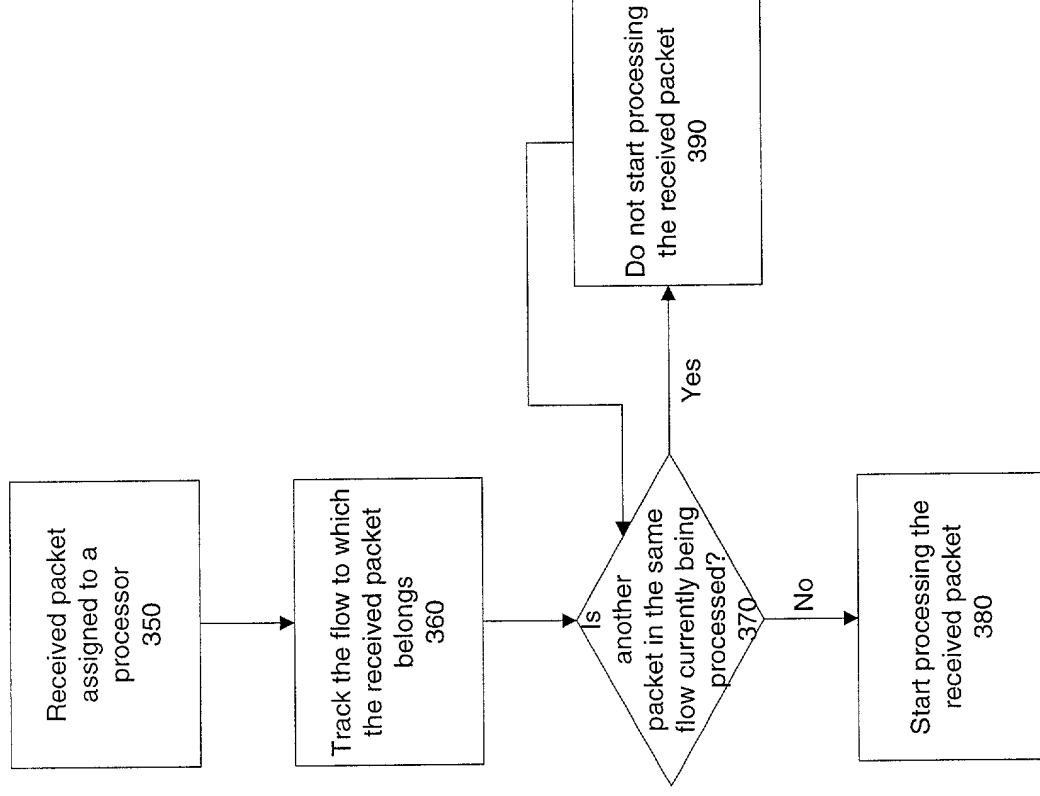 Received packet
assigned to a
processor
350
Track the flow to which
the received packet
belongs
360
Is
another
packet in the same
flow currently being
processed?
370
Yes
Do not start processing
the received packet
390
No
Start processing the
received packet
380